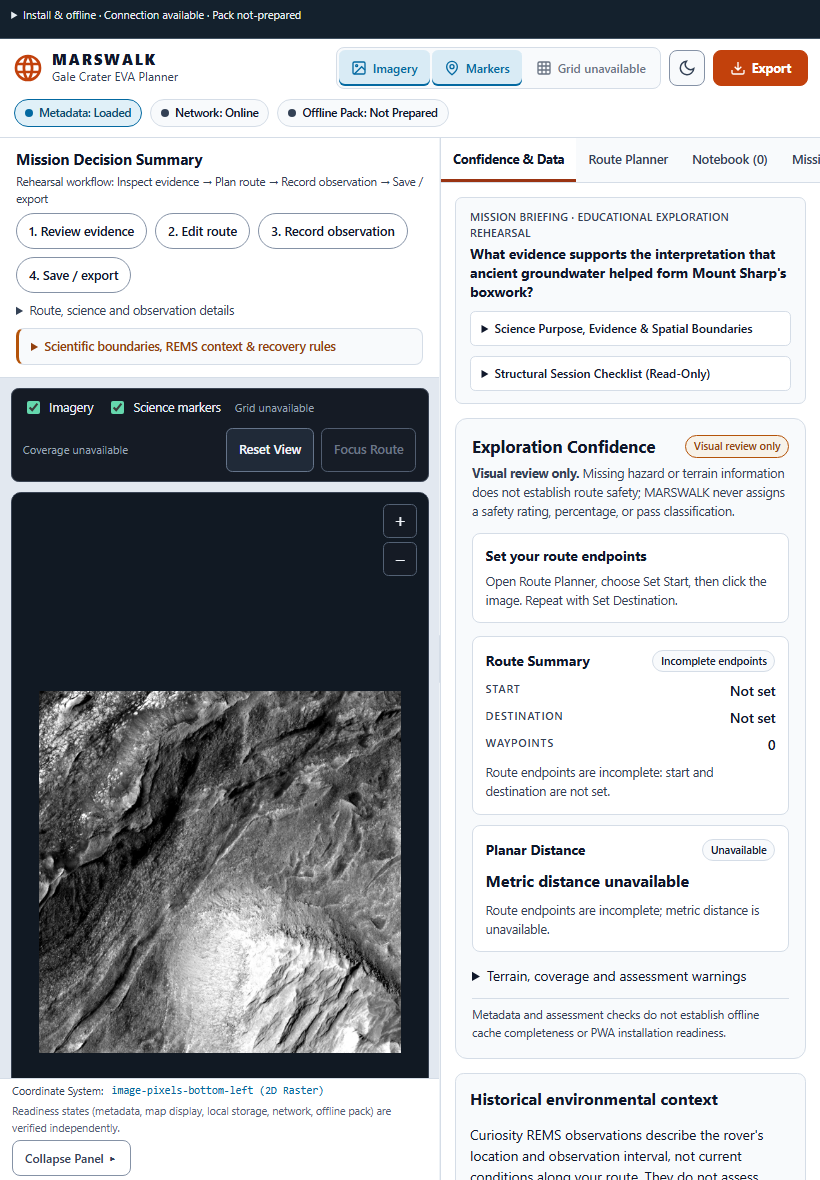 ▶ Install & offline · Connection available · Pack not-prepared
MARSWALK
Gale Crater EVA Planner
Imagery
Markers
Grid unavailable
Export
Metadata: Loaded
Network: Online
Offline Pack: Not Prepared
Mission Decision Summary
Rehearsal workflow: Inspect evidence → Plan route → Record observation → Save /
export
1. Review evidence
2. Edit route
3. Record observation
4. Save / export
▶ Route, science and observation details
▶ Scientific boundaries, REMS context & recovery rules
Imagery
Science markers
Grid unavailable
Coverage unavailable
Reset View
Focus Route
+
−
Coordinate System: image-pixels-bottom-left (2D Raster)
Readiness states (metadata, map display, local storage, network, offline pack) are
verified independently.
Collapse Panel ▸
Confidence & Data
Route Planner
Notebook (0)
Missi
MISSION BRIEFING · EDUCATIONAL EXPLORATION
REHEARSAL
What evidence supports the interpretation that
ancient groundwater helped form Mount Sharp's
boxwork?
▶ Science Purpose, Evidence & Spatial Boundaries
▶ Structural Session Checklist (Read-Only)
Exploration Confidence
Visual review only
Visual review only. Missing hazard or terrain information
does not establish route safety; MARSWALK never assigns
a safety rating, percentage, or pass classification.
Set your route endpoints
Open Route Planner, choose Set Start, then click the
image. Repeat with Set Destination.
Route Summary
Incomplete endpoints
START
Not set
DESTINATION
Not set
WAYPOINTS
0
Route endpoints are incomplete: start and
destination are not set.
Planar Distance
Unavailable
Metric distance unavailable
Route endpoints are incomplete; metric distance is
unavailable.
▶ Terrain, coverage and assessment warnings
Metadata and assessment checks do not establish offline
cache completeness or PWA installation readiness.
Historical environmental context
Curiosity REMS observations describe the rover's
location and observation interval, not current
conditions along your route. They do not assess